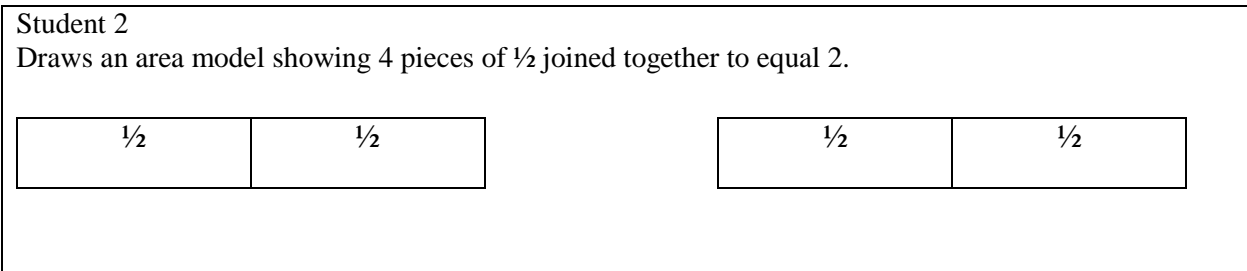 Student 2
Draws an area model showing 4 pieces of ½ joined together to equal 2.
½ ½ ½ ½